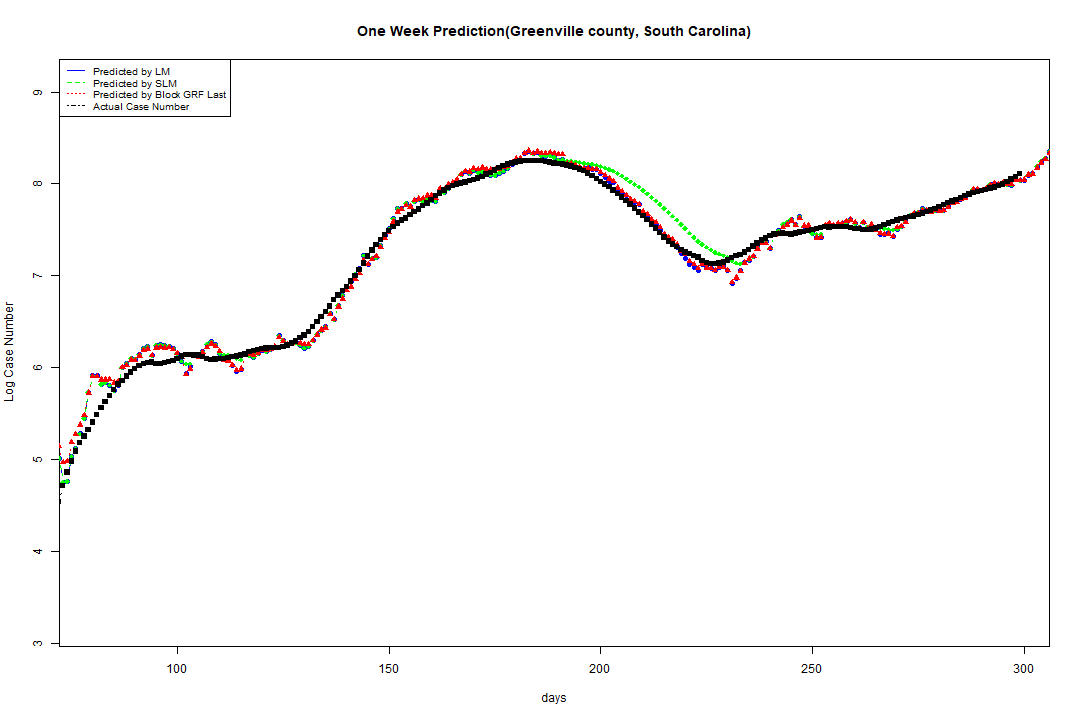 One Week Prediction(Greenville county, South Carolina)
Predicted by LM
Predicted by SLM
Predicted by Block GRF Last
Actual Case Number
9
8
7
6
5
4
3
Log Case Number
100 150 200 250 300
days